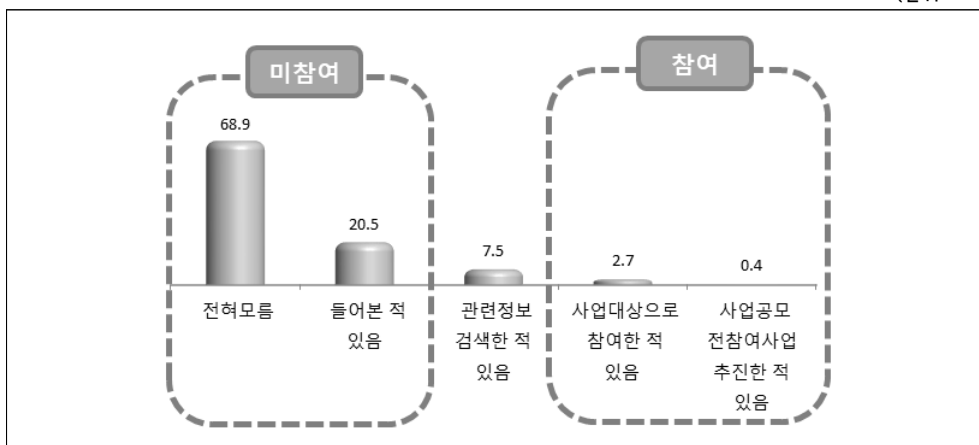 미참여
참여
68.9
20.5
7.5
2.7
0.4
전혀모름
들어본 적
있음
관련정보
검색한 적
있음
사업대상으로
참여한 적
있음
사업공모
전참여사업
추진한 적
있음